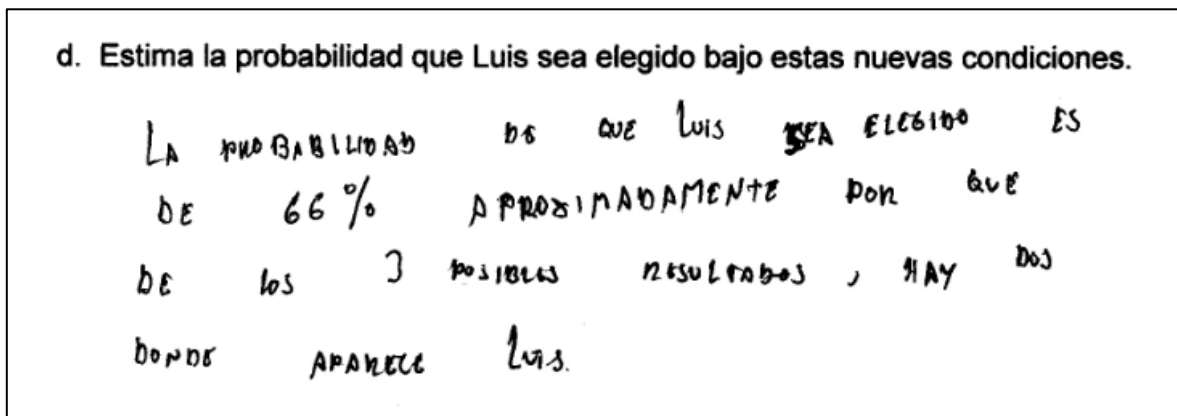 d. Estima la probabilidad que Luis sea elegido bajo estas nuevas condiciones.
LA PROBABILIDAD DE QUE Luis SEA ELEGIDO ES
DE 66% APROXIMADAMENTE POR QUE
DE los 3 POSIBLES RESULTADOS, HAY DOS
DONDE APARECE Luis.